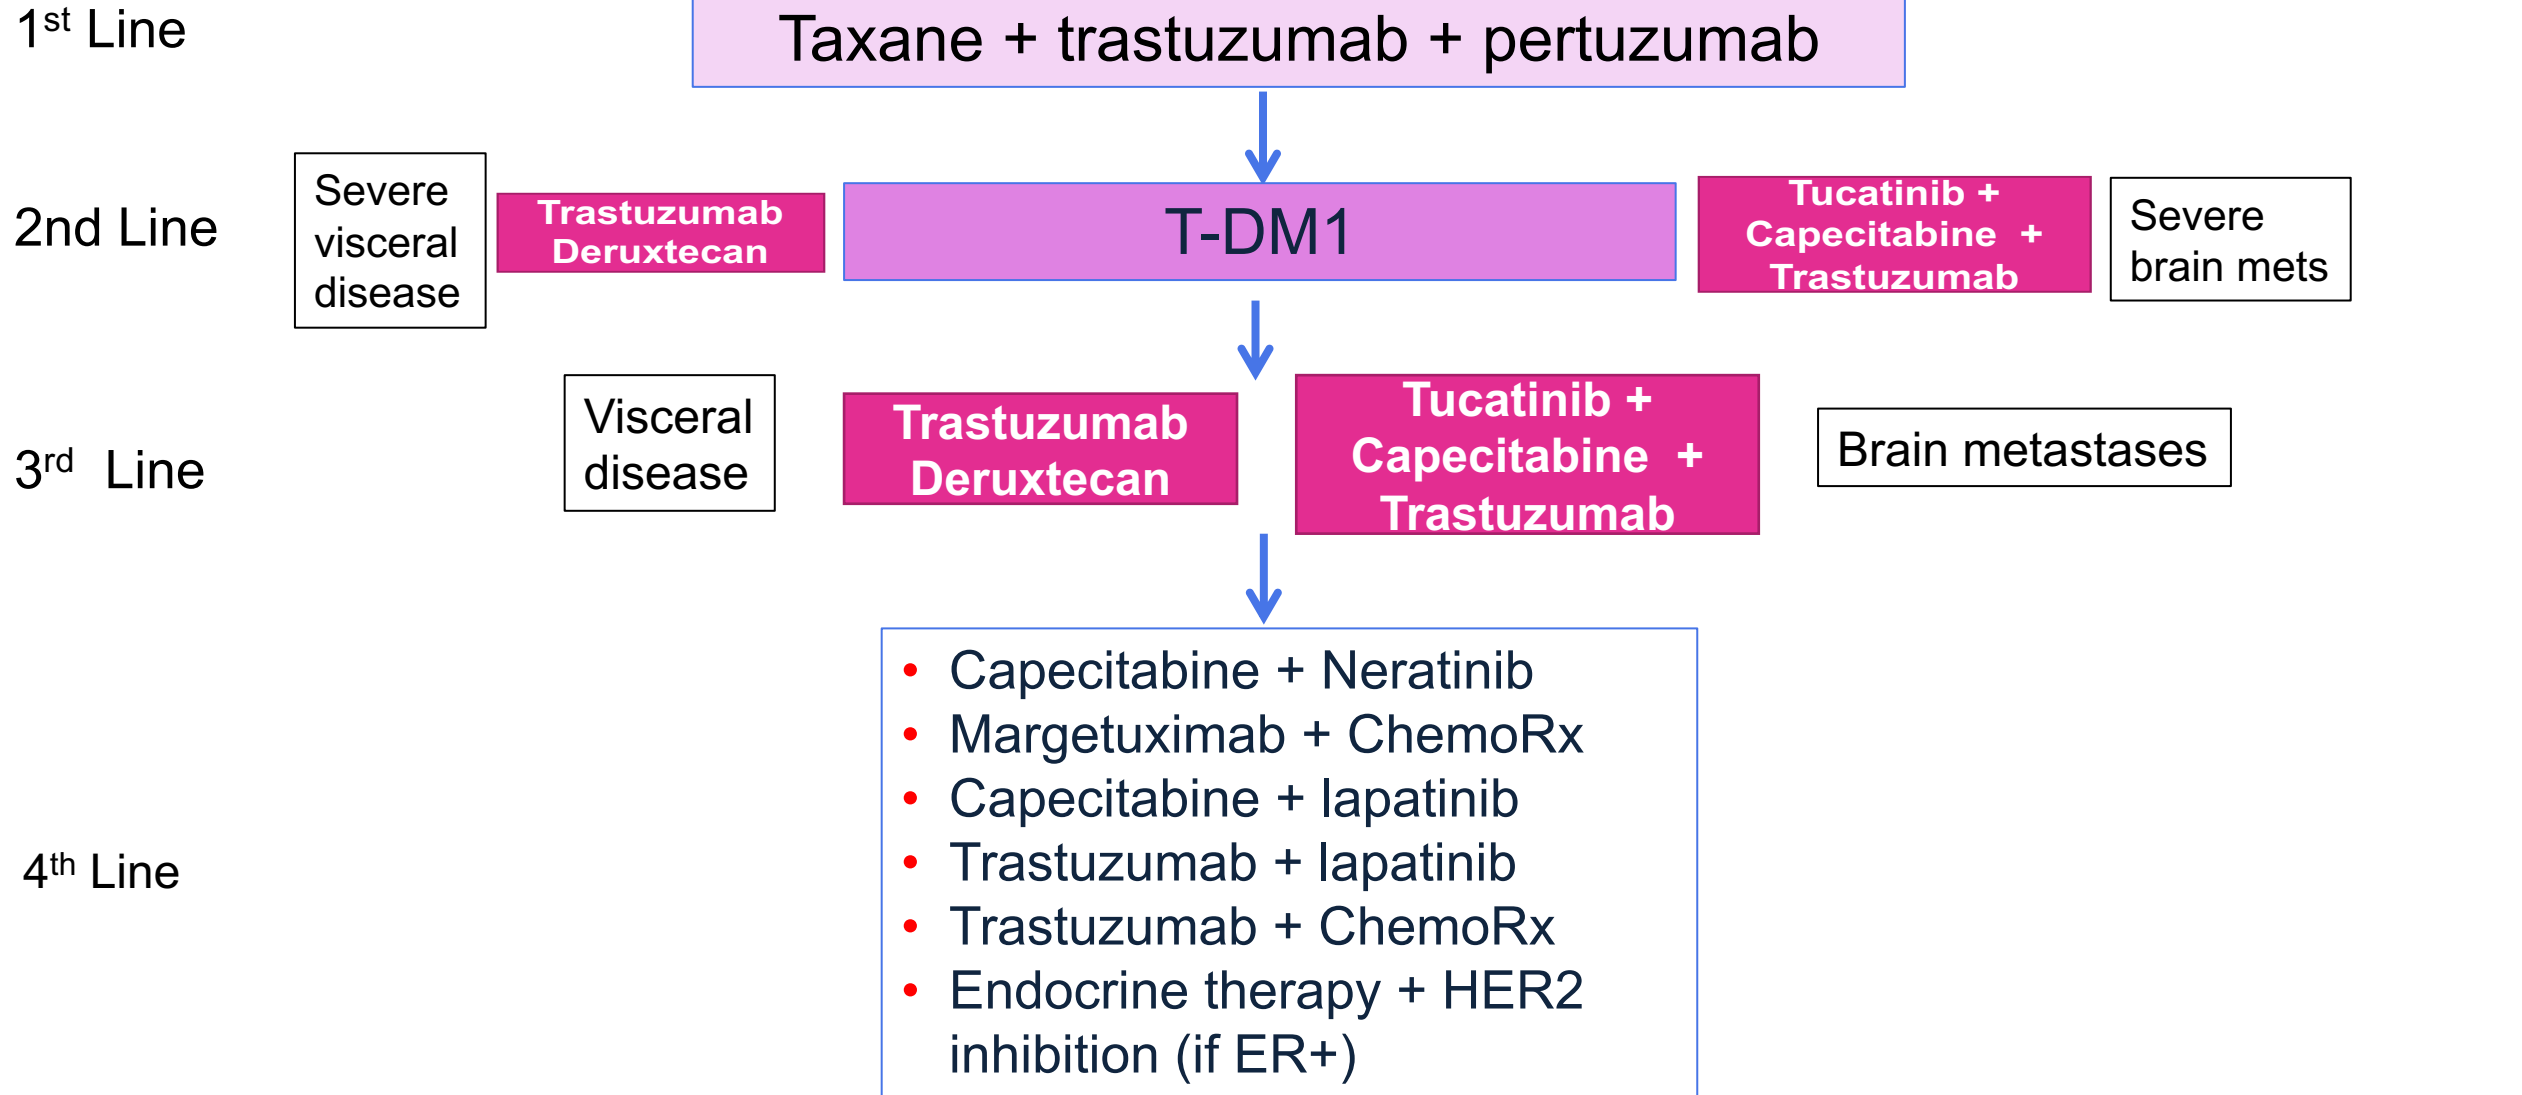 1st Line
Taxane + trastuzumab + pertuzumab
2nd Line
Severe
visceral
disease
Trastuzumab
Deruxtecan
T-DM1
Tucatinib +
Capecitabine +
Trastuzumab
Severe
brain mets
3rd Line
Visceral
disease
Trastuzumab
Deruxtecan
Tucatinib +
Capecitabine +
Trastuzumab
Brain metastases
4th Line
• Capecitabine + Neratinib
• Margetuximab + ChemoRx
• Capecitabine + lapatinib
• Trastuzumab + lapatinib
• Trastuzumab + ChemoRx
• Endocrine therapy + HER2
inhibition (if ER+)